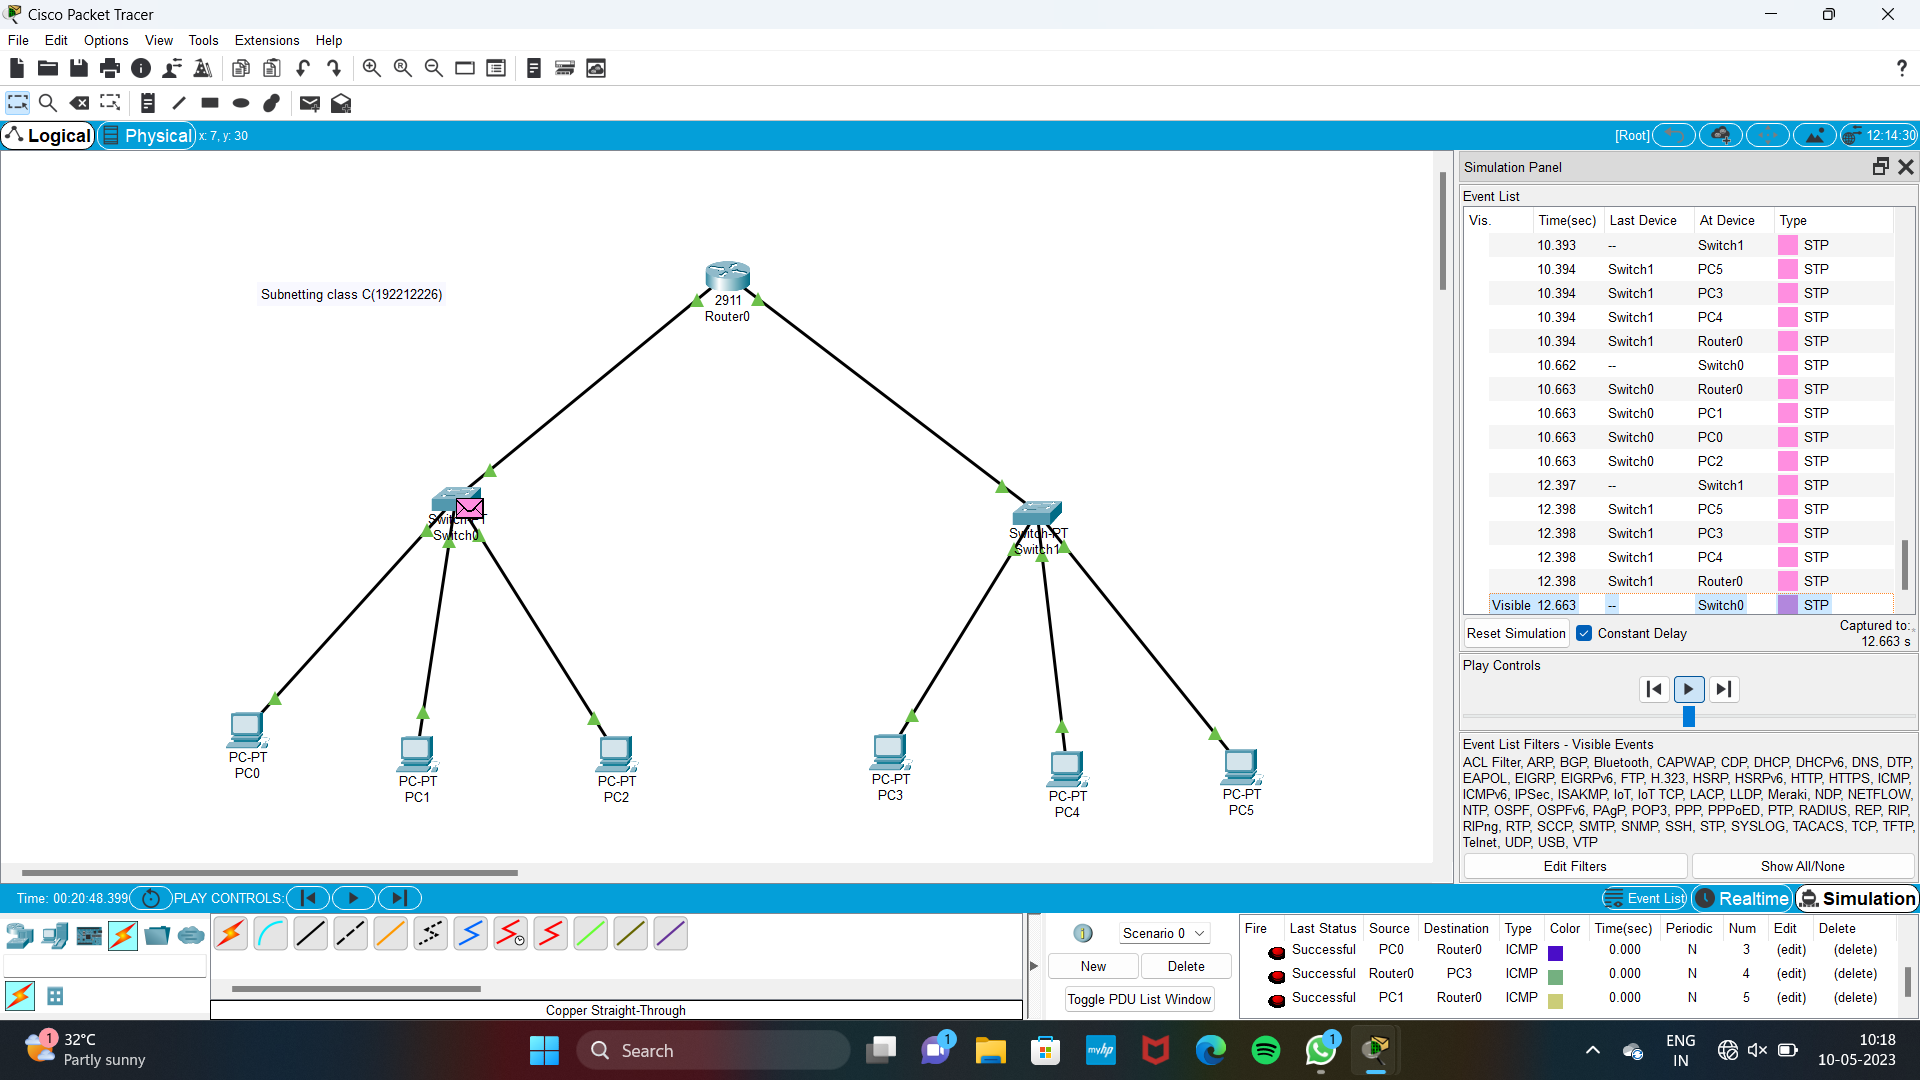 Cisco Packet Tracer
File Edit Options View Tools Extensions Help
?
Logical Physical x: 7, y: 30 [Root] 12:14:30
Subnetting class C(192212226)
2911
Router0
Switch0
Switch-PT
Switch1
PC-PT
PC0
PC-PT
PC1
PC-PT
PC2
PC-PT
PC3
PC-PT
PC4
PC-PT
PC5
Simulation Panel
Event List
Vis. Time(sec) Last Device At Device Type
10.393 -- Switch1 STP
10.394 Switch1 PC5 STP
10.394 Switch1 PC3 STP
10.394 Switch1 PC4 STP
10.394 Switch1 Router0 STP
10.662 -- Switch0 STP
10.663 Switch0 Router0 STP
10.663 Switch0 PC1 STP
10.663 Switch0 PC0 STP
10.663 Switch0 PC2 STP
12.397 -- Switch1 STP
12.398 Switch1 PC5 STP
12.398 Switch1 PC3 STP
12.398 Switch1 PC4 STP
12.398 Switch1 Router0 STP
Visible 12.663 -- Switch0 STP
Reset Simulation Constant Delay Captured to:
12.663 s
Play Controls
Event List Filters - Visible Events
ACL Filter, ARP, BGP, Bluetooth, CAPWAP, CDP, DHCP, DHCPv6, DNS, DTP,
EAPOL, EIGRP, EIGRPv6, FTP, H.323, HSRP, HSRPv6, HTTP, HTTPS, ICMP,
ICMPv6, IPSec, ISAKMP, IoT, IoT TCP, LACP, LLDP, Meraki, NDP, NETFLOW,
NTP, OSPF, OSPFv6, PAgP, POP3, PPP, PPPoED, PTP, RADIUS, REP, RIP,
RIPng, RTP, SCCP, SMTP, SNMP, SSH, STP, SYSLOG, TACACS, TCP, TFTP,
Telnet, UDP, USB, VTP
Edit Filters Show All/None
Time: 00:20:48.399 PLAY CONTROLS: Event List Realtime Simulation
Copper Straight-Through
Scenario 0
New Delete
Toggle PDU List Window
Fire Last Status Source Destination Type Color Time(sec) Periodic Num Edit Delete
Successful PC0 Router0 ICMP 0.000 N 3 (edit) (delete)
Successful Router0 PC3 ICMP 0.000 N 4 (edit) (delete)
Successful PC1 Router0 ICMP 0.000 N 5 (edit) (delete)
1
32°C
Partly sunny
Search
1
myhp
1
ENG
IN
10:18
10-05-2023